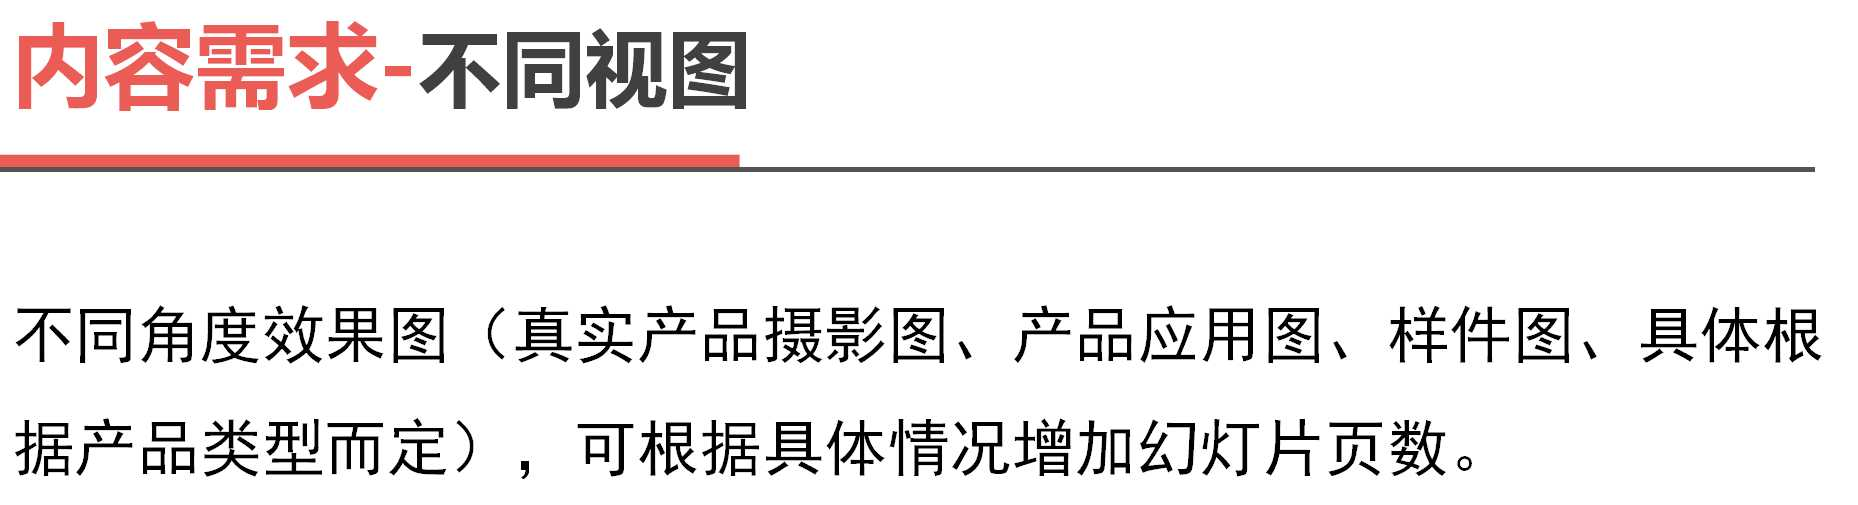 内容需求-不同视图
不同角度效果图（真实产品摄影图、产品应用图、样件图、具体根
据产品类型而定），可根据具体情况增加幻灯片页数。